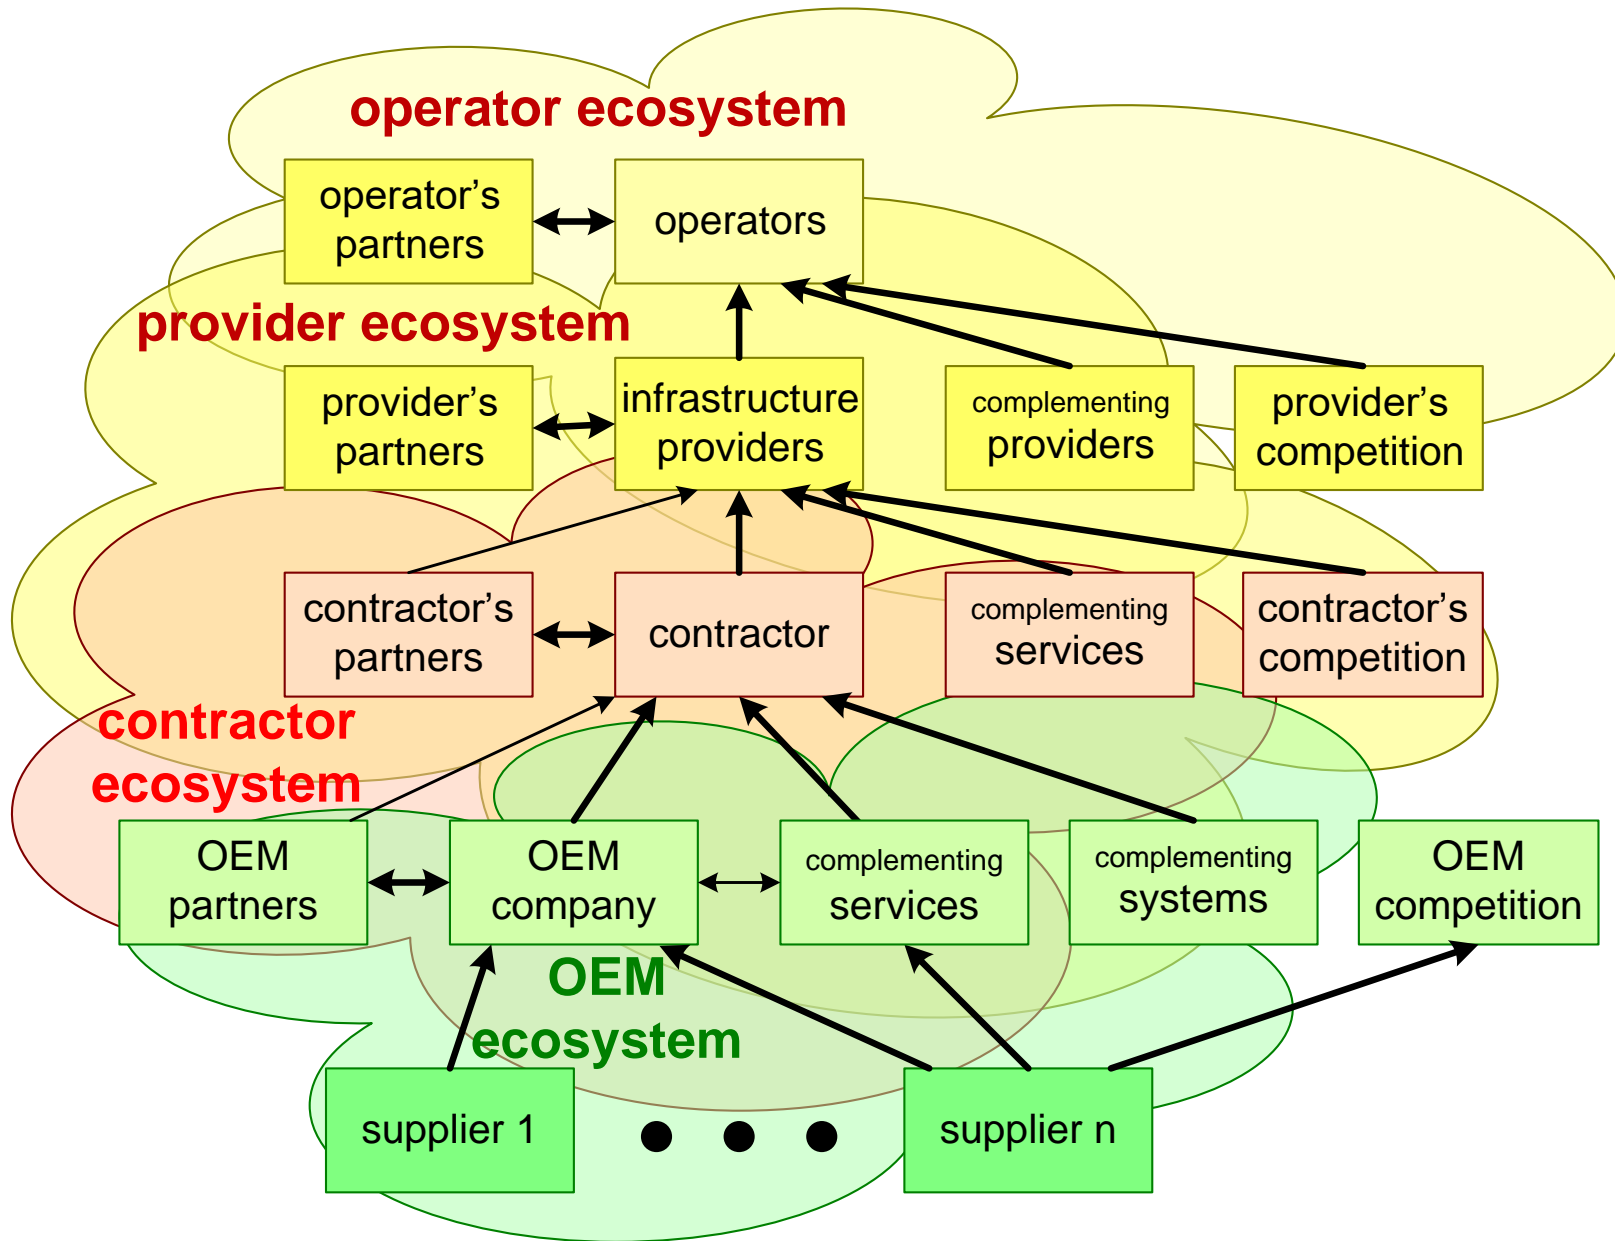 operator ecosystem
operator’s
partners
operators
provider ecosystem
provider’s
partners
infrastructure
providers
complementing
providers
provider’s
competition
contractor’s
partners
contractor
complementing
services
contractor’s
competition
contractor
ecosystem
OEM
partners
OEM
company
complementing
services
complementing
systems
OEM
competition
OEM
ecosystem
supplier 1
supplier n